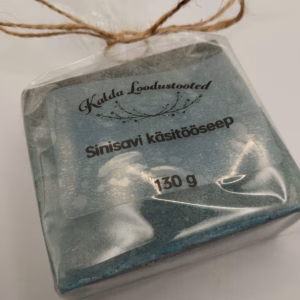 Kaldu Loodustooted
Sinisavi käsitööseep
130 g